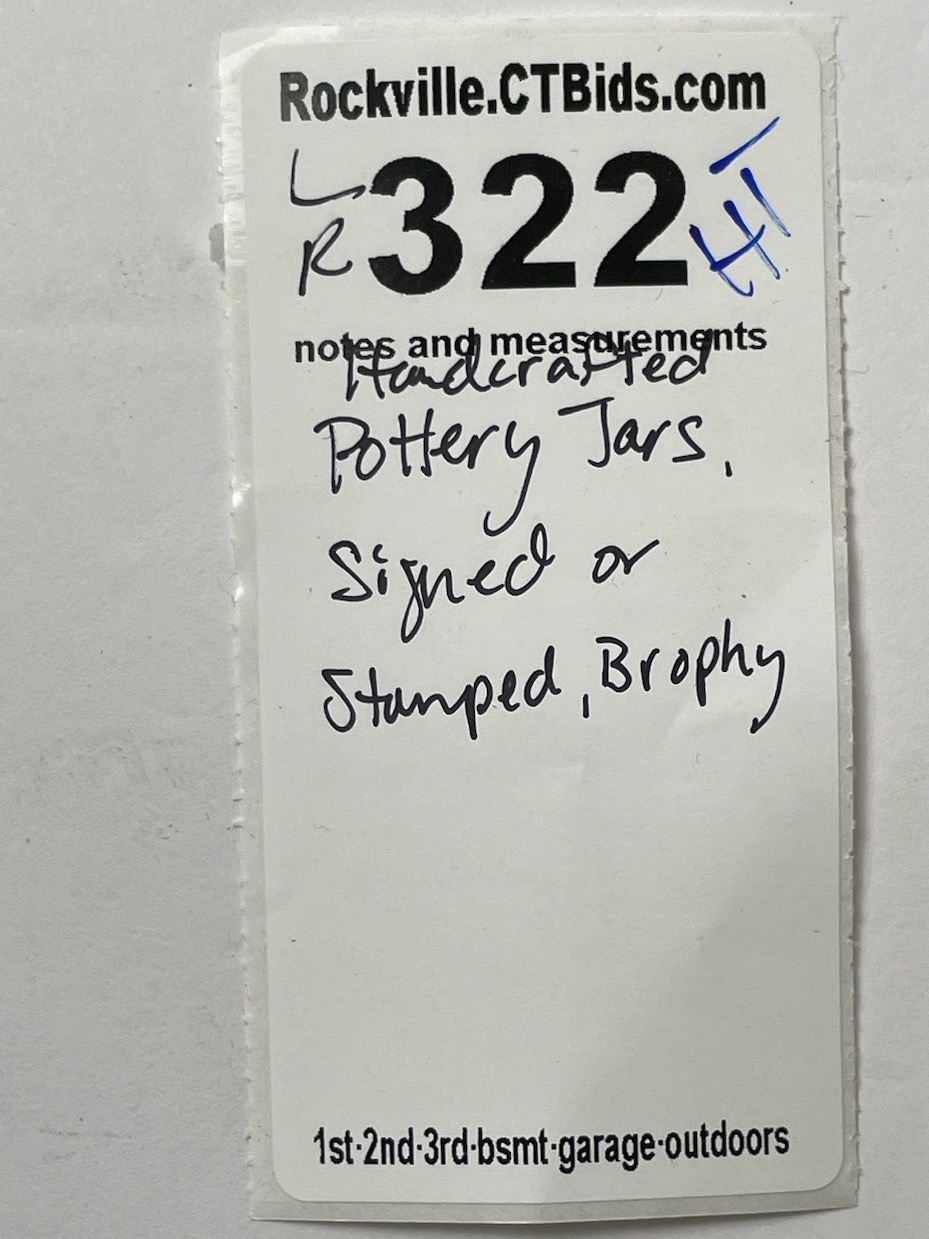 Rockville.CTBids.com
L
R
322
notes and measurements
Handcrafted
Pottery Jars,
Signed or
Stamped, Brophy
1st·2nd·3rd·bsmt·garage·outdoors